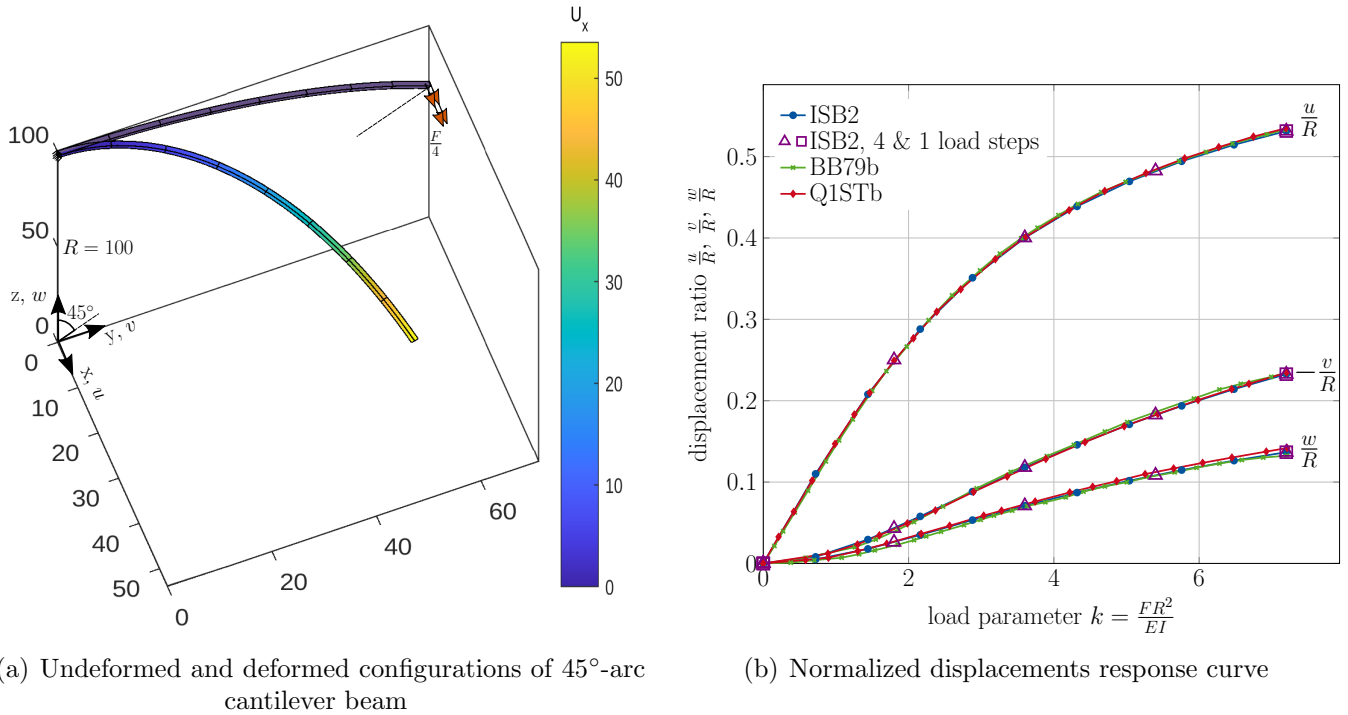 U_x
50
40
30
20
10
0
100
50
0
R = 100
z, w
45°
y, v
x, u
F/4
0
10
20
30
40
50
0
20
40
60
(a) Undeformed and deformed configurations of 45°-arc
cantilever beam
displacement ratio u/R, v/R, w/R
0.5
0.4
0.3
0.2
0.1
0
0
2
4
6
load parameter k = FR²/EI
ISB2
ISB2, 4 & 1 load steps
BB79b
Q1STb
u/R
−v/R
w/R
(b) Normalized displacements response curve